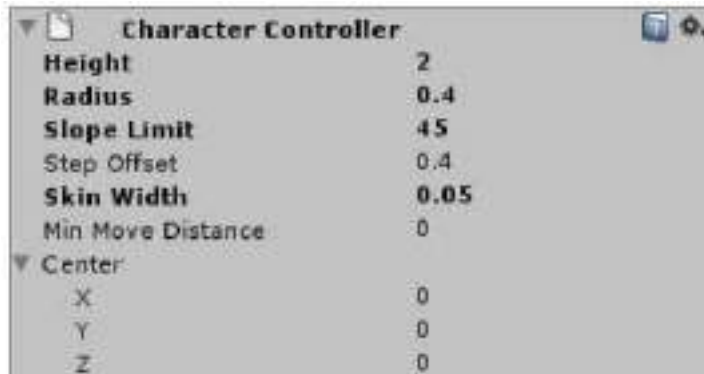 Character Controller
Height 2
Radius 0.4
Slope Limit 45
Step Offset 0.4
Skin Width 0.05
Min Move Distance 0
Center
X 0
Y 0
Z 0